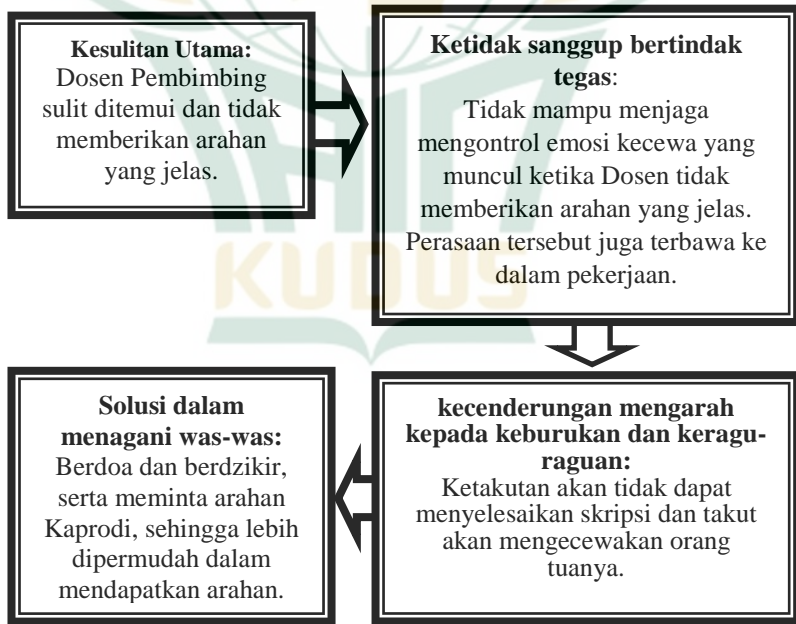 Kesulitan Utama:
Dosen Pembimbing
sulit ditemui dan tidak
memberikan arahan
yang jelas.
Ketidak sanggup bertindak
tegas:
Tidak mampu menjaga
mengontrol emosi kecewa yang
muncul ketika Dosen tidak
memberikan arahan yang jelas.
Perasaan tersebut juga terbawa ke
dalam pekerjaan.
kecenderungan mengarah
kepada keburukan dan keragu-
raguan:
Ketakutan akan tidak dapat
menyelesaikan skripsi dan takut
akan mengecewakan orang
tuanya.
Solusi dalam
menagani was-was:
Berdoa dan berdzikir,
serta meminta arahan
Kaprodi, sehingga lebih
dipermudah dalam
mendapatkan arahan.
KUDUS